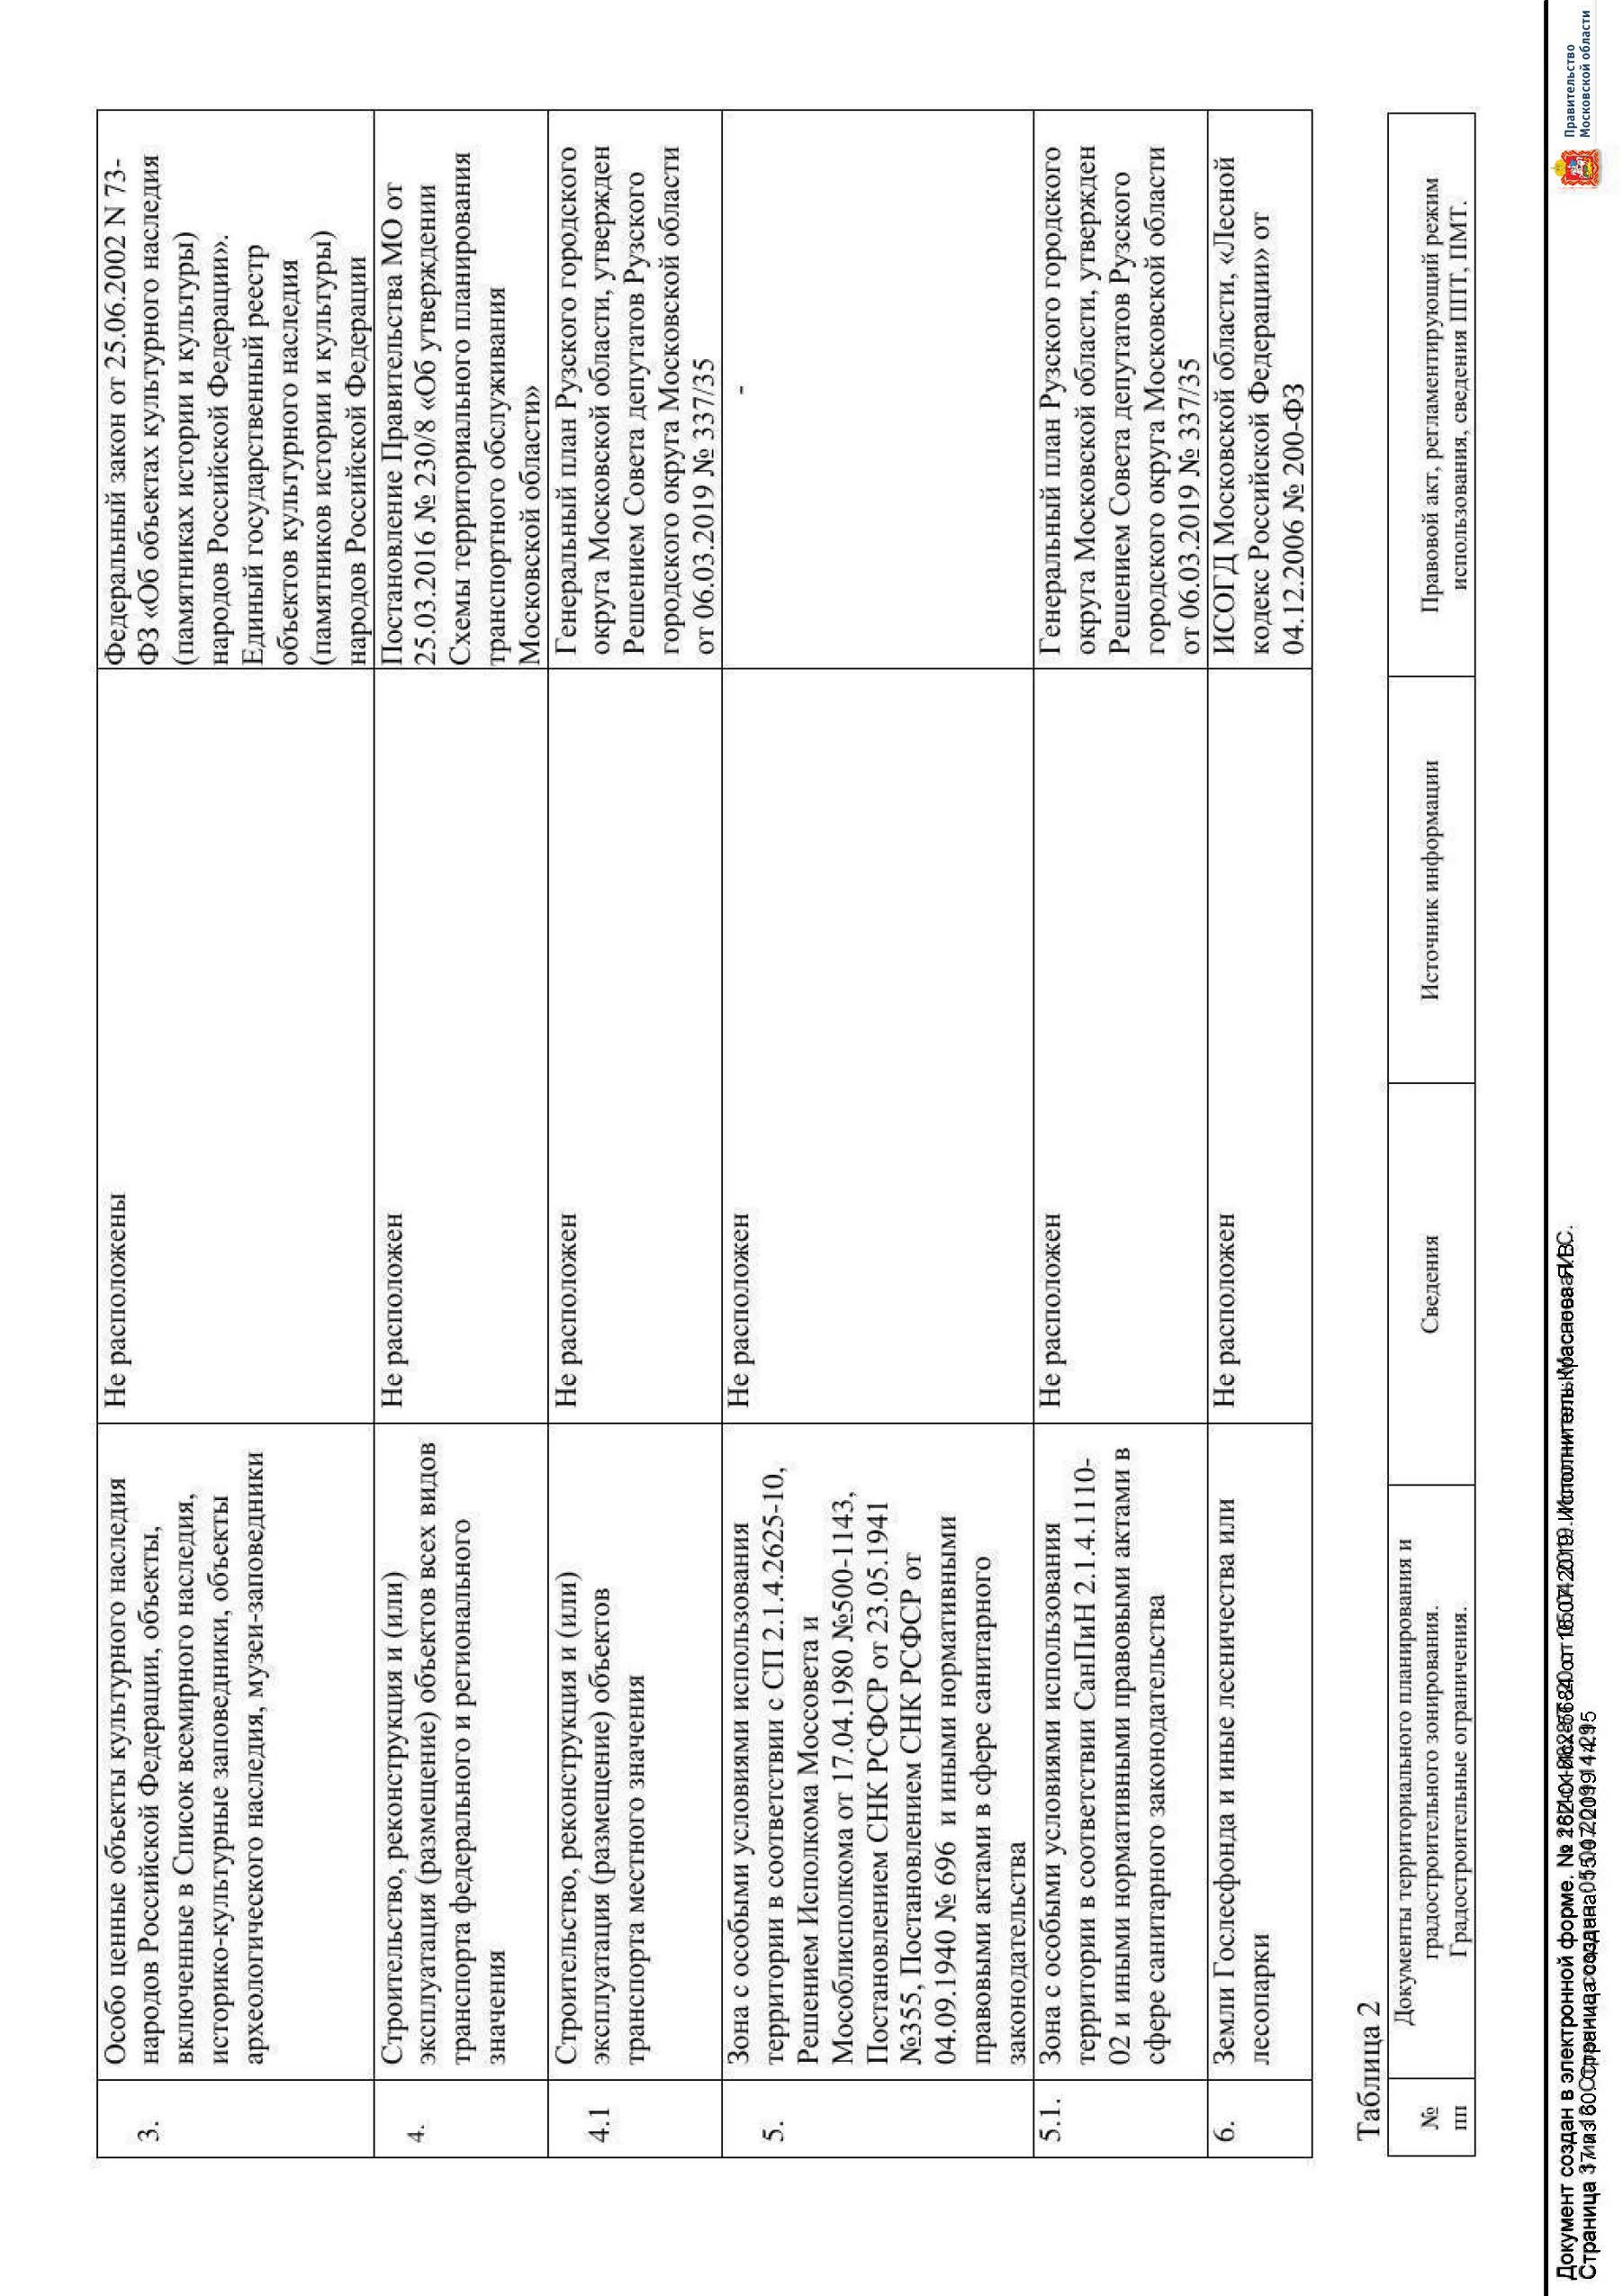 3.
Особо ценные объекты культурного наследия
народов Российской Федерации, объекты,
включенные в Список всемирного наследия,
историко-культурные заповедники, объекты
археологического наследия, музеи-заповедники
Не расположены
Федеральный закон от 25.06.2002 N 73-
ФЗ «Об объектах культурного наследия
(памятниках истории и культуры)
народов Российской Федерации».
Единый государственный реестр
объектов культурного наследия
(памятников истории и культуры)
народов Российской Федерации
4.
Строительство, реконструкция и (или)
эксплуатация (размещение) объектов всех видов
транспорта федерального и регионального
значения
Не расположен
Постановление Правительства МО от
25.03.2016 № 230/8 «Об утверждении
Схемы территориального планирования
транспортного обслуживания
Московской области»
4.1
Строительство, реконструкция и (или)
эксплуатация (размещение) объектов
транспорта местного значения
Не расположен
Генеральный план Рузского городского
округа Московской области, утвержден
Решением Совета депутатов Рузского
городского округа Московской области
от 06.03.2019 № 337/35
5.
Зона с особыми условиями использования
территории в соответствии с СП 2.1.4.2625-10,
Решением Исполкома Моссовета и
Мособлисполкома от 17.04.1980 №500-1143,
Постановлением СНК РСФСР от 23.05.1941
№355, Постановлением СНК РСФСР от
04.09.1940 № 696 и иными нормативными
правовыми актами в сфере санитарного
законодательства
Не расположен
-
5.1.
Зона с особыми условиями использования
территории в соответствии СанПиН 2.1.4.1110-
02 и иными нормативными правовыми актами в
сфере санитарного законодательства
Не расположен
Генеральный план Рузского городского
округа Московской области, утвержден
Решением Совета депутатов Рузского
городского округа Московской области
от 06.03.2019 № 337/35
6.
Земли Гослесфонда и иные лесничества или
лесопарки
Не расположен
ИСОГД Московской области, «Лесной
кодекс Российской Федерации» от
04.12.2006 № 200-ФЗ
Таблица 2
№
пп
Документы территориального планирования и
градостроительного зонирования.
Градостроительные ограничения.
Сведения
Источник информации
Правовой акт, регламентирующий режим
использования, сведения ППТ, ПМТ.
Документ создан в электронной форме. №
Страница
Правительство
Московской области